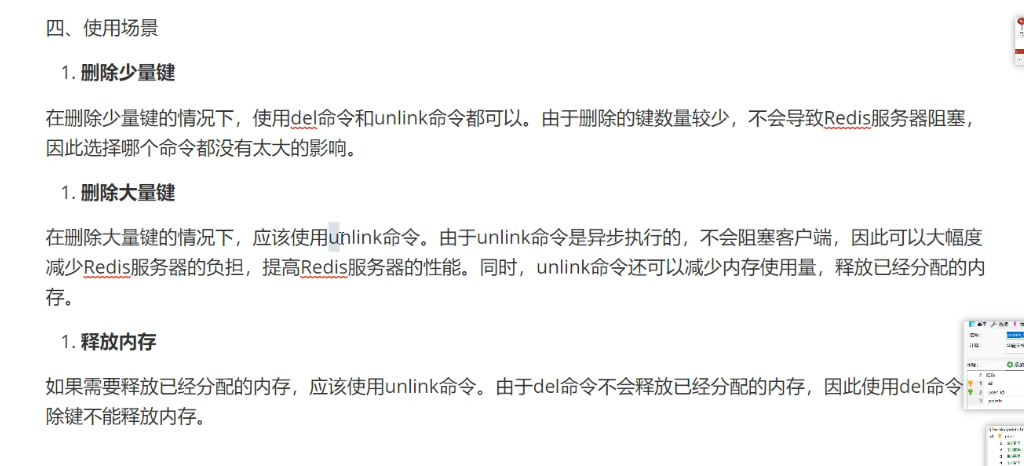 四、使用场景
1. 删除少量键
在删除少量键的情况下，使用del命令和unlink命令都可以。由于删除的键数量较少，不会导致Redis服务器阻塞，
因此选择哪个命令都没有太大的影响。
1. 删除大量键
在删除大量键的情况下，应该使用unlink命令。由于unlink命令是异步执行的，不会阻塞客户端，因此可以大幅度
减少Redis服务器的负担，提高Redis服务器的性能。同时，unlink命令还可以减少内存使用量，释放已经分配的内
存。
1. 释放内存
如果需要释放已经分配的内存，应该使用unlink命令。由于del命令不会释放已经分配的内存，因此使用del命令
除键不能释放内存。